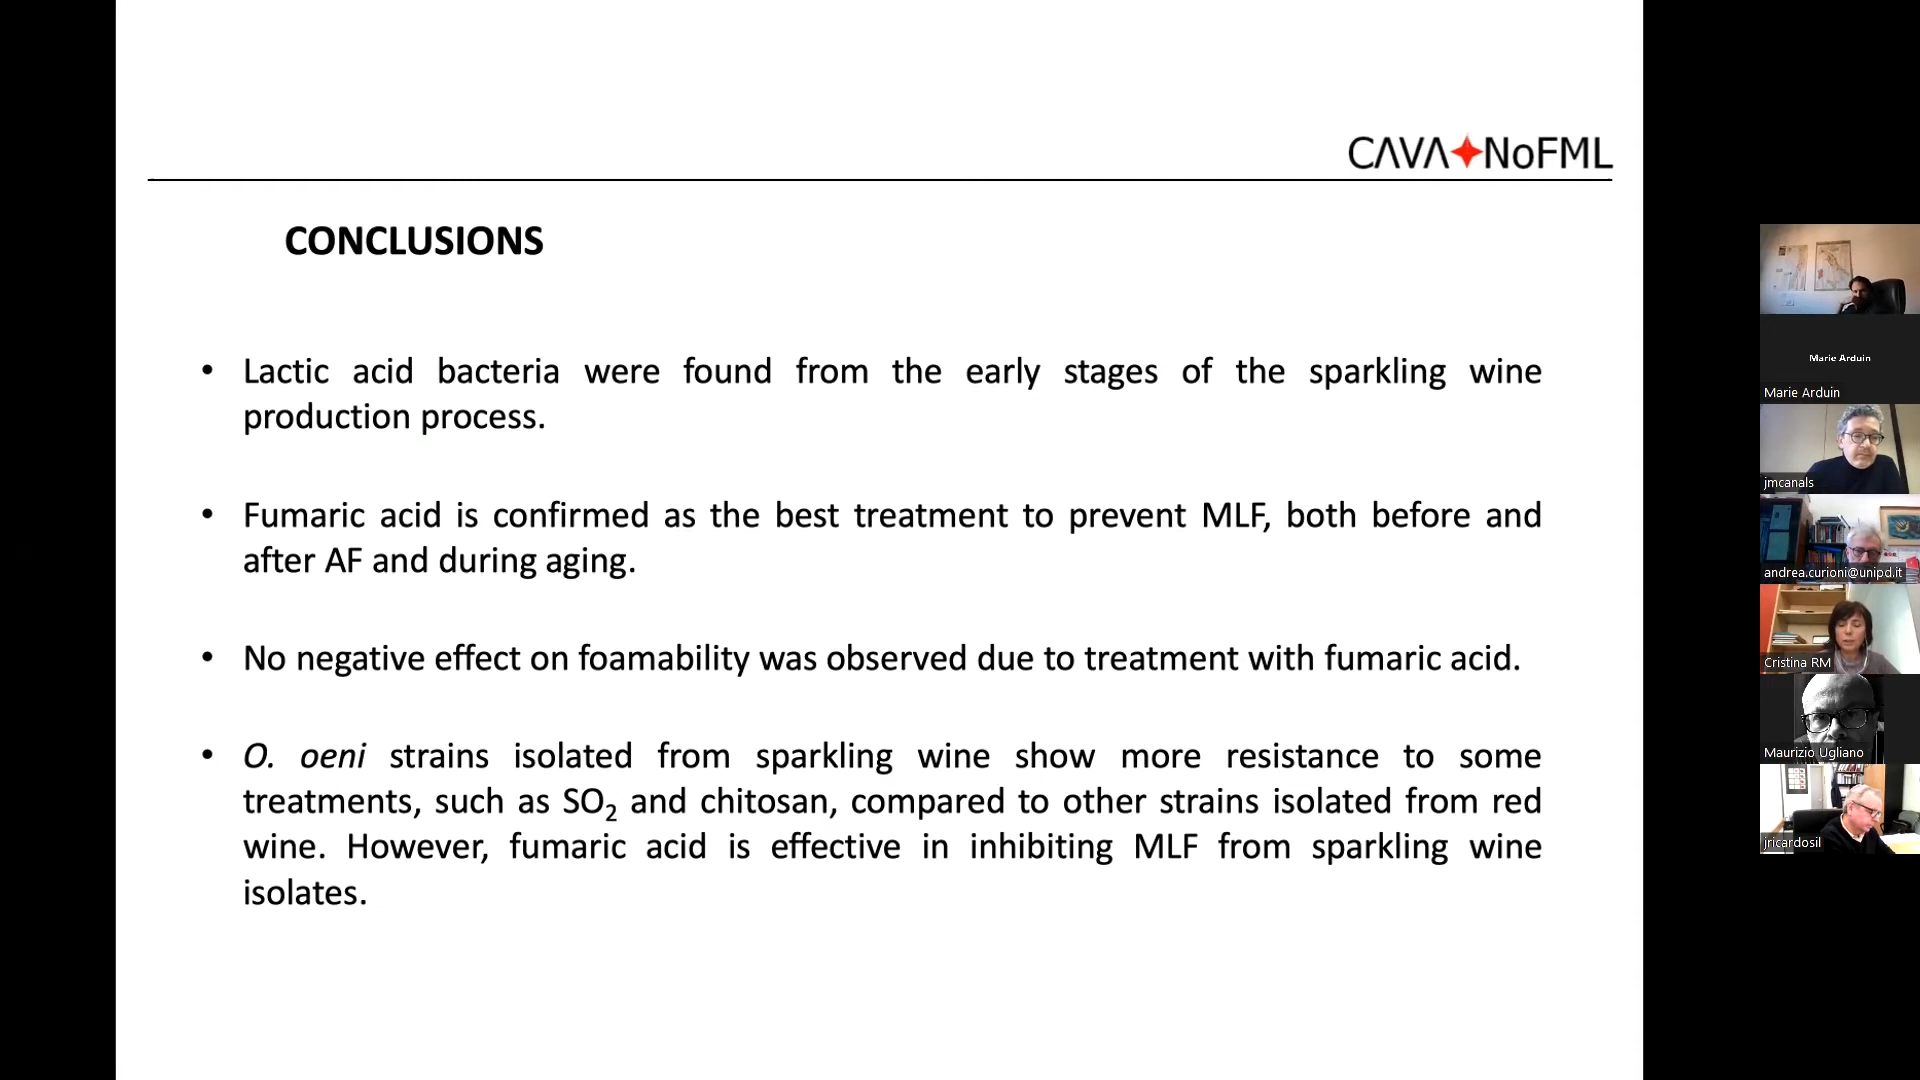 CΛVΛ NoFML
CONCLUSIONS
• Lactic acid bacteria were found from the early stages of the sparkling wine
production process.
• Fumaric acid is confirmed as the best treatment to prevent MLF, both before and
after AF and during aging.
• No negative effect on foamability was observed due to treatment with fumaric acid.
• O. oeni strains isolated from sparkling wine show more resistance to some
treatments, such as SO₂ and chitosan, compared to other strains isolated from red
wine. However, fumaric acid is effective in inhibiting MLF from sparkling wine
isolates.
Marie Arduin
Marie Arduin
jmcanals
andrea.curioni@unipd.it
Cristina RM
Maurizio Ugliano
jricardosil